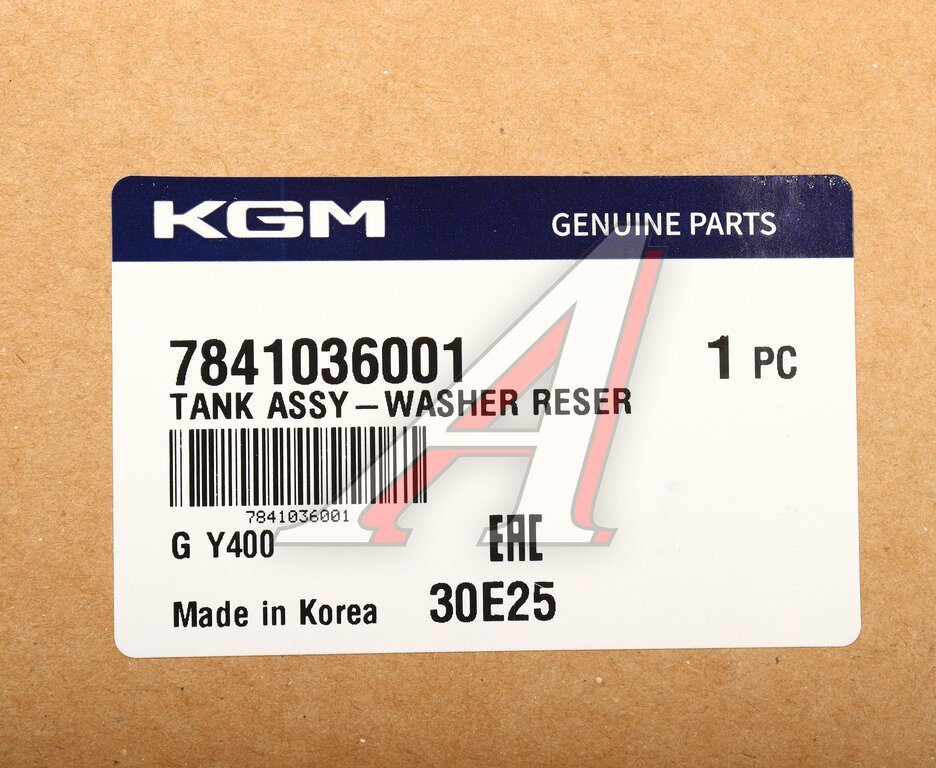 KGM GENUINE PARTS
7841036001 1 PC
TANK ASSY-WASHER RESER
7841036001
G Y400 EAC
Made in Korea 30E25